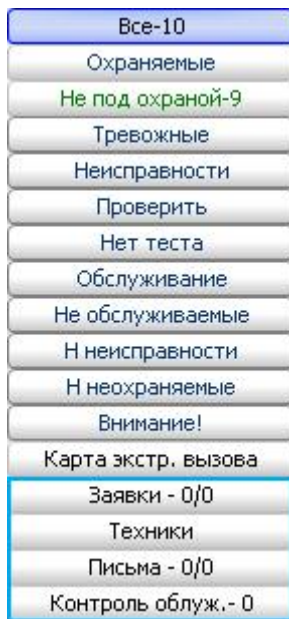 Все-10
Охраняемые
Не под охраной-9
Тревожные
Неисправности
Проверить
Нет теста
Обслуживание
Не обслуживаемые
Н неисправности
Н неохраняемые
Внимание!
Карта экстр. вызова
Заявки - 0/0
Техники
Письма - 0/0
Контроль облуж.- 0